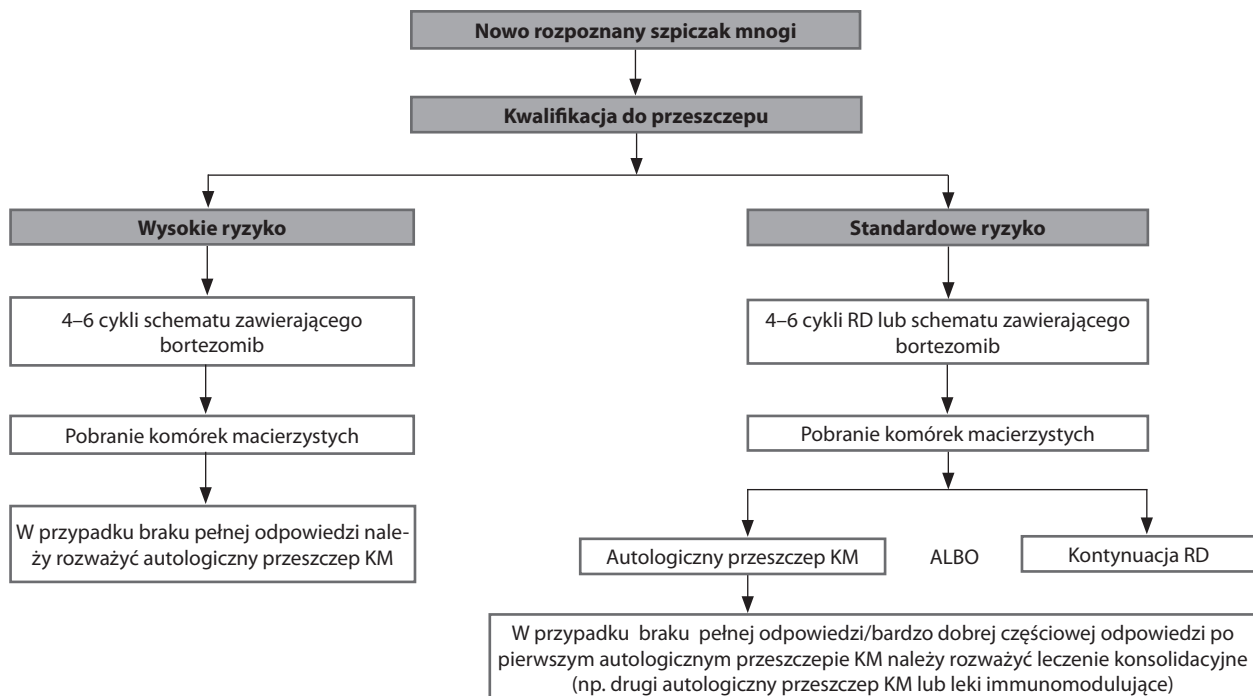 Nowo rozpoznany szpiczak mnogi
Kwalifikacja do przeszczepu
Wysokie ryzyko
Standardowe ryzyko
4–6 cykli schematu zawierającego
bortezomib
4–6 cykli RD lub schematu zawierającego
bortezomib
Pobranie komórek macierzystych
Pobranie komórek macierzystych
W przypadku braku pełnej odpowiedzi nale-
ży rozważyć autologiczny przeszczep KM
Autologiczny przeszczep KM
ALBO
Kontynuacja RD
W przypadku braku pełnej odpowiedzi/bardzo dobrej częściowej odpowiedzi po
pierwszym autologicznym przeszczepie KM należy rozważyć leczenie konsolidacyjne
(np. drugi autologiczny przeszczep KM lub leki immunomodulujące)